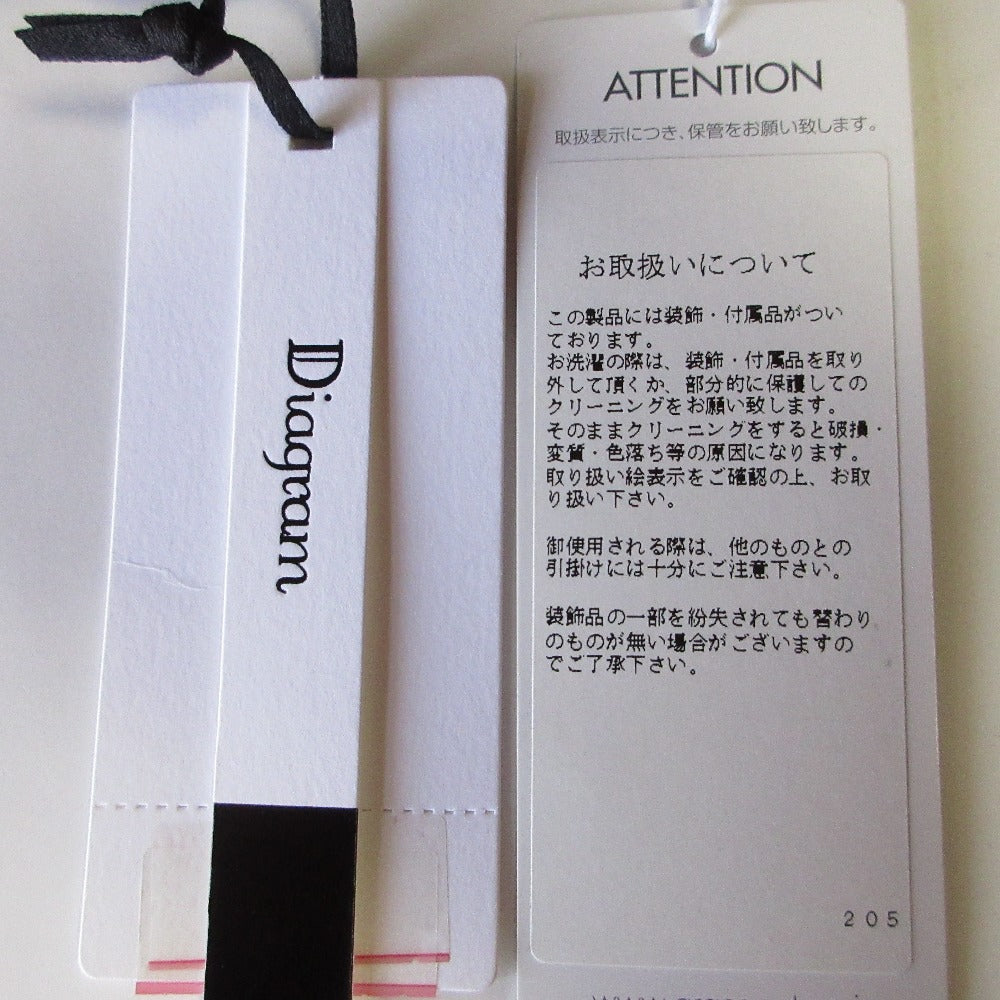 Diagram
ATTENTION
取扱表示につき、保管をお願い致します。
お取扱いについて
この製品には装飾・付属品がつい
ております。
お洗濯の際は、装飾・付属品を取り
外して頂くか、部分的に保護しての
クリーニングをお願い致します。
そのままクリーニングをすると破損・
変質・色落ち等の原因になります。
取り扱い絵表示をご確認の上、お取
り扱い下さい。
御使用される際は、他のものとの
引掛けには十分にご注意下さい。
装飾品の一部を紛失されても替わり
のものが無い場合がございますの
でご了承下さい。
205